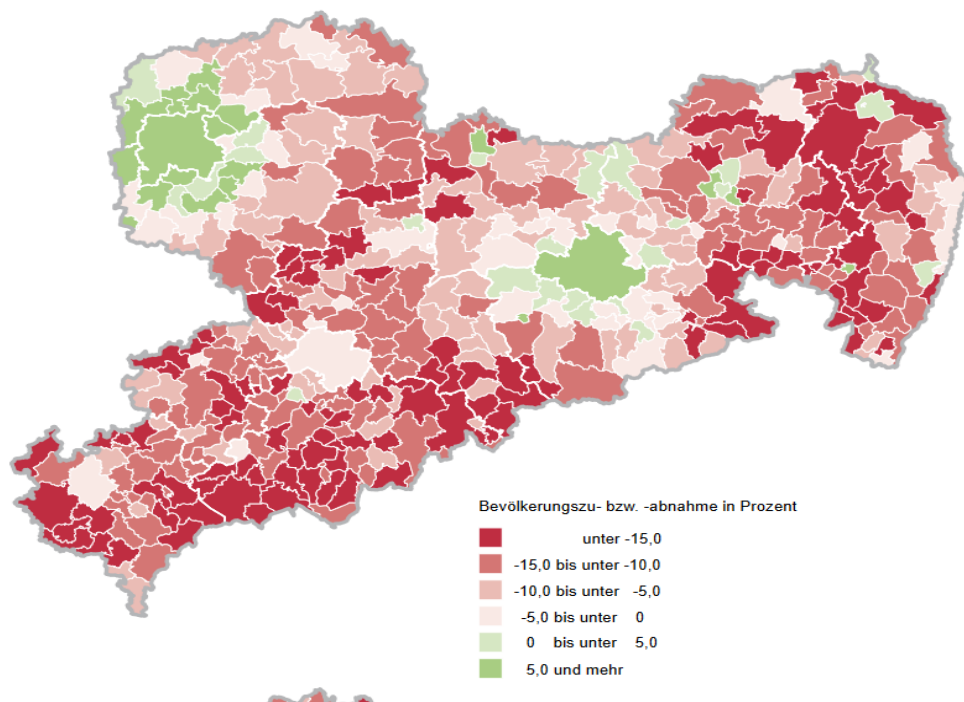 Bevölkerungszu- bzw. -abnahme in Prozent
unter -15,0
-15,0 bis unter -10,0
-10,0 bis unter -5,0
-5,0 bis unter 0
0 bis unter 5,0
5,0 und mehr